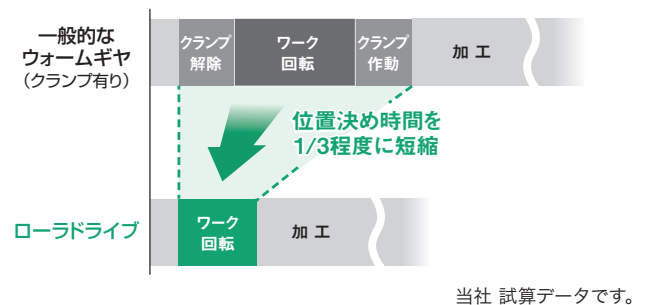 一般的な
ウォームギヤ
（クランプ有り）
クランプ
解除
ワーク
回転
クランプ
作動
加 工
位置決め時間を
1/3程度に短縮
ローラドライブ
ワーク
回転
加 工
当社 試算データです。